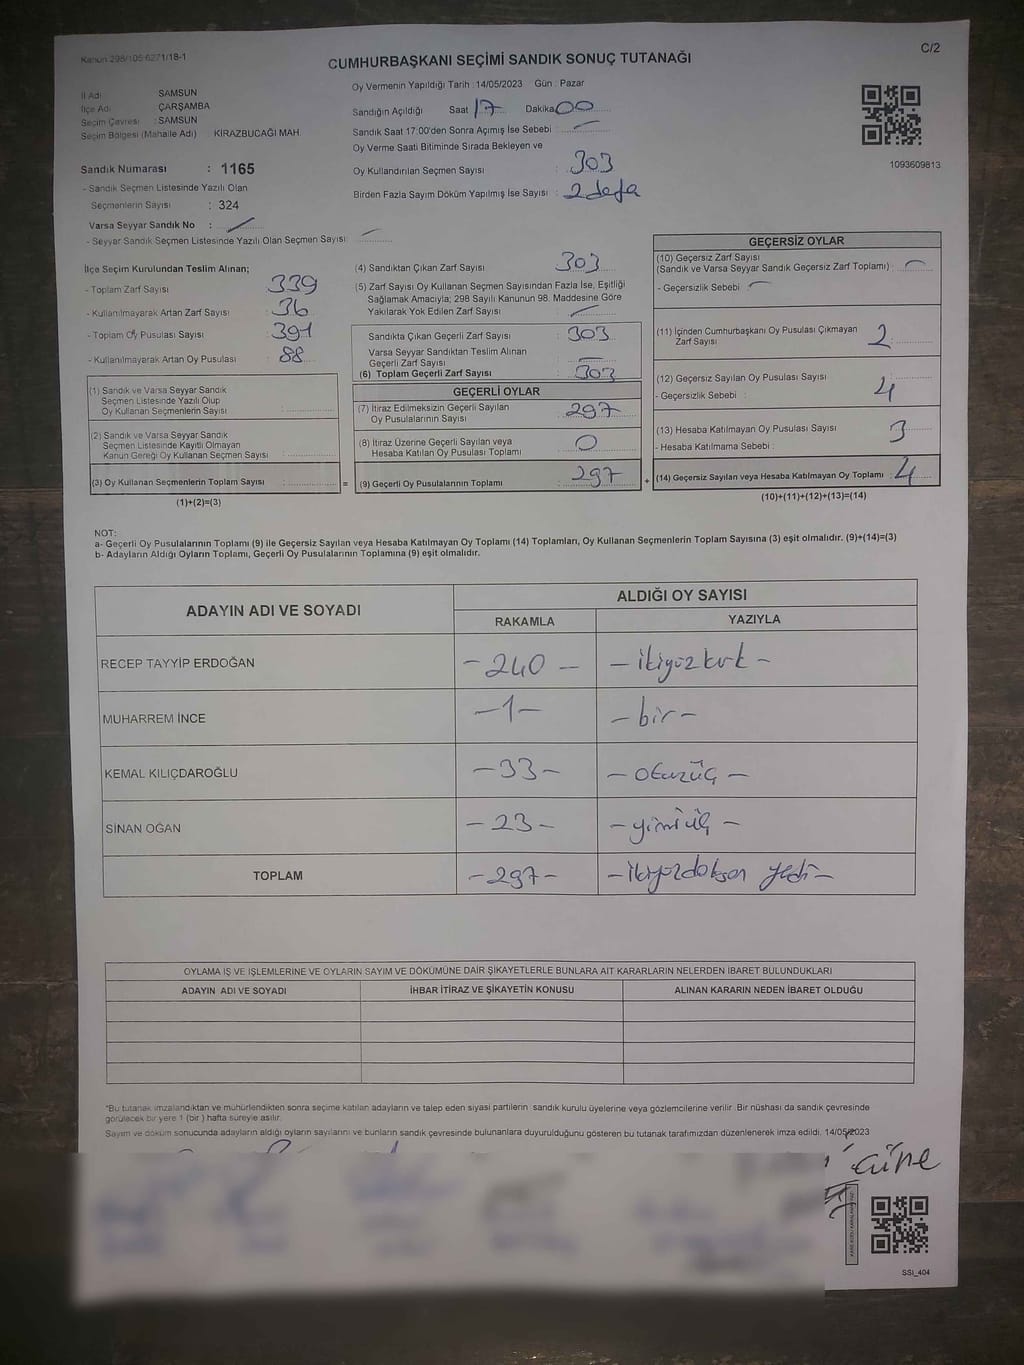 Kanun 298/105 6271/18-1
C/2
CUMHURBAŞKANI SEÇİMİ SANDIK SONUÇ TUTANAĞI
İl Adı : SAMSUN
İlçe Adı : ÇARŞAMBA
Seçim Çevresi : SAMSUN
Seçim Bölgesi (Mahalle Adı) : KİRAZBUCAĞI MAH.
Sandık Numarası : 1165
- Sandık Seçmen Listesinde Yazılı Olan
Seçmenlerin Sayısı : 324
Varsa Seyyar Sandık No :
- Seyyar Sandık Seçmen Listesinde Yazılı Olan Seçmen Sayısı :
Oy Vermenin Yapıldığı Tarih : 14/05/2023 Gün : Pazar
Sandığın Açıldığı Saat 17 Dakika 00
Sandık Saat 17:00'den Sonra Açımış İse Sebebi : —
Oy Verme Saati Bitiminde Sırada Bekleyen ve
Oy Kullandırılan Seçmen Sayısı : 303
Birden Fazla Sayım Döküm Yapılmış İse Sayısı : 2 defa
1093609813
İlçe Seçim Kurulundan Teslim Alınan;
- Toplam Zarf Sayısı : 339
- Kullanılmayarak Artan Zarf Sayısı : 36
- Toplam Oy Pusulası Sayısı : 391
- Kullanılmayarak Artan Oy Pusulası : 88
(1) Sandık ve Varsa Seyyar Sandık
Seçmen Listesinde Yazılı Olup
Oy Kullanan Seçmenlerin Sayısı :
(2) Sandık ve Varsa Seyyar Sandık
Seçmen Listesinde Kayıtlı Olmayan
Kanun Gereği Oy Kullanan Seçmen Sayısı :
(3) Oy Kullanan Seçmenlerin Toplam Sayısı : =
(1)+(2)=(3)
(4) Sandıktan Çıkan Zarf Sayısı : 303
(5) Zarf Sayısı Oy Kullanan Seçmen Sayısından Fazla İse, Eşitliği
Sağlamak Amacıyla; 298 Sayılı Kanunun 98. Maddesine Göre
Yakılarak Yok Edilen Zarf Sayısı : —
Sandıkta Çıkan Geçerli Zarf Sayısı : 303
Varsa Seyyar Sandıktan Teslim Alınan
Geçerli Zarf Sayısı : —
(6) Toplam Geçerli Zarf Sayısı : 303
GEÇERLİ OYLAR
(7) İtiraz Edilmeksizin Geçerli Sayılan
Oy Pusulalarının Sayısı : 297
(8) İtiraz Üzerine Geçerli Sayılan veya
Hesaba Katılan Oy Pusulası Toplamı : 0
(9) Geçerli Oy Pusulalarının Toplamı : 297 +
GEÇERSİZ OYLAR
(10) Geçersiz Zarf Sayısı
(Sandık ve Varsa Seyyar Sandık Geçersiz Zarf Toplamı) : —
- Geçersizlik Sebebi : —
(11) İçinden Cumhurbaşkanı Oy Pusulası Çıkmayan
Zarf Sayısı : 2
(12) Geçersiz Sayılan Oy Pusulası Sayısı : 4
- Geçersizlik Sebebi :
(13) Hesaba Katılmayan Oy Pusulası Sayısı : 3
- Hesaba Katılmama Sebebi :
(14) Geçersiz Sayılan veya Hesaba Katılmayan Oy Toplamı : 4
(10)+(11)+(12)+(13)=(14)
NOT:
a- Geçerli Oy Pusulalarının Toplamı (9) ile Geçersiz Sayılan veya Hesaba Katılmayan Oy Toplamı (14) Toplamları, Oy Kullanan Seçmenlerin Toplam Sayısına (3) eşit olmalıdır. (9)+(14)=(3)
b- Adayların Aldığı Oyların Toplamı, Geçerli Oy Pusulalarının Toplamına (9) eşit olmalıdır.
ADAYIN ADI VE SOYADI
ALDIĞI OY SAYISI
RAKAMLA YAZIYLA
RECEP TAYYİP ERDOĞAN -240- -ikiyüzkırk-
MUHARREM İNCE -1- -bir-
KEMAL KILIÇDAROĞLU -33- -otuzüç-
SİNAN OĞAN -23- -yirmiüç-
TOPLAM -297- -ikiyüzdoksan yedi-
OYLAMA İŞ VE İŞLEMLERİNE VE OYLARIN SAYIM VE DÖKÜMÜNE DAİR ŞİKAYETLERLE BUNLARA AİT KARARLARIN NELERDEN İBARET BULUNDUKLARI
ADAYIN ADI VE SOYADI İHBAR İTİRAZ VE ŞİKAYETİN KONUSU ALINAN KARARIN NEDEN İBARET OLDUĞU
*Bu tutanak imzalandıktan ve mühürlendikten sonra seçime katılan adayların ve talep eden siyasi partilerin sandık kurulu üyelerine veya gözlemcilerine verilir. Bir nüshası da sandık çevresinde
görülecek bir yere 1 (bir ) hafta süreyle asılır.
Sayım ve döküm sonucunda adayların aldığı oyların sayılarını ve bunların sandık çevresinde bulunanlara duyurulduğunu gösteren bu tutanak tarafımızdan düzenlenerek imza edildi. 14/05/2023
SSI_404